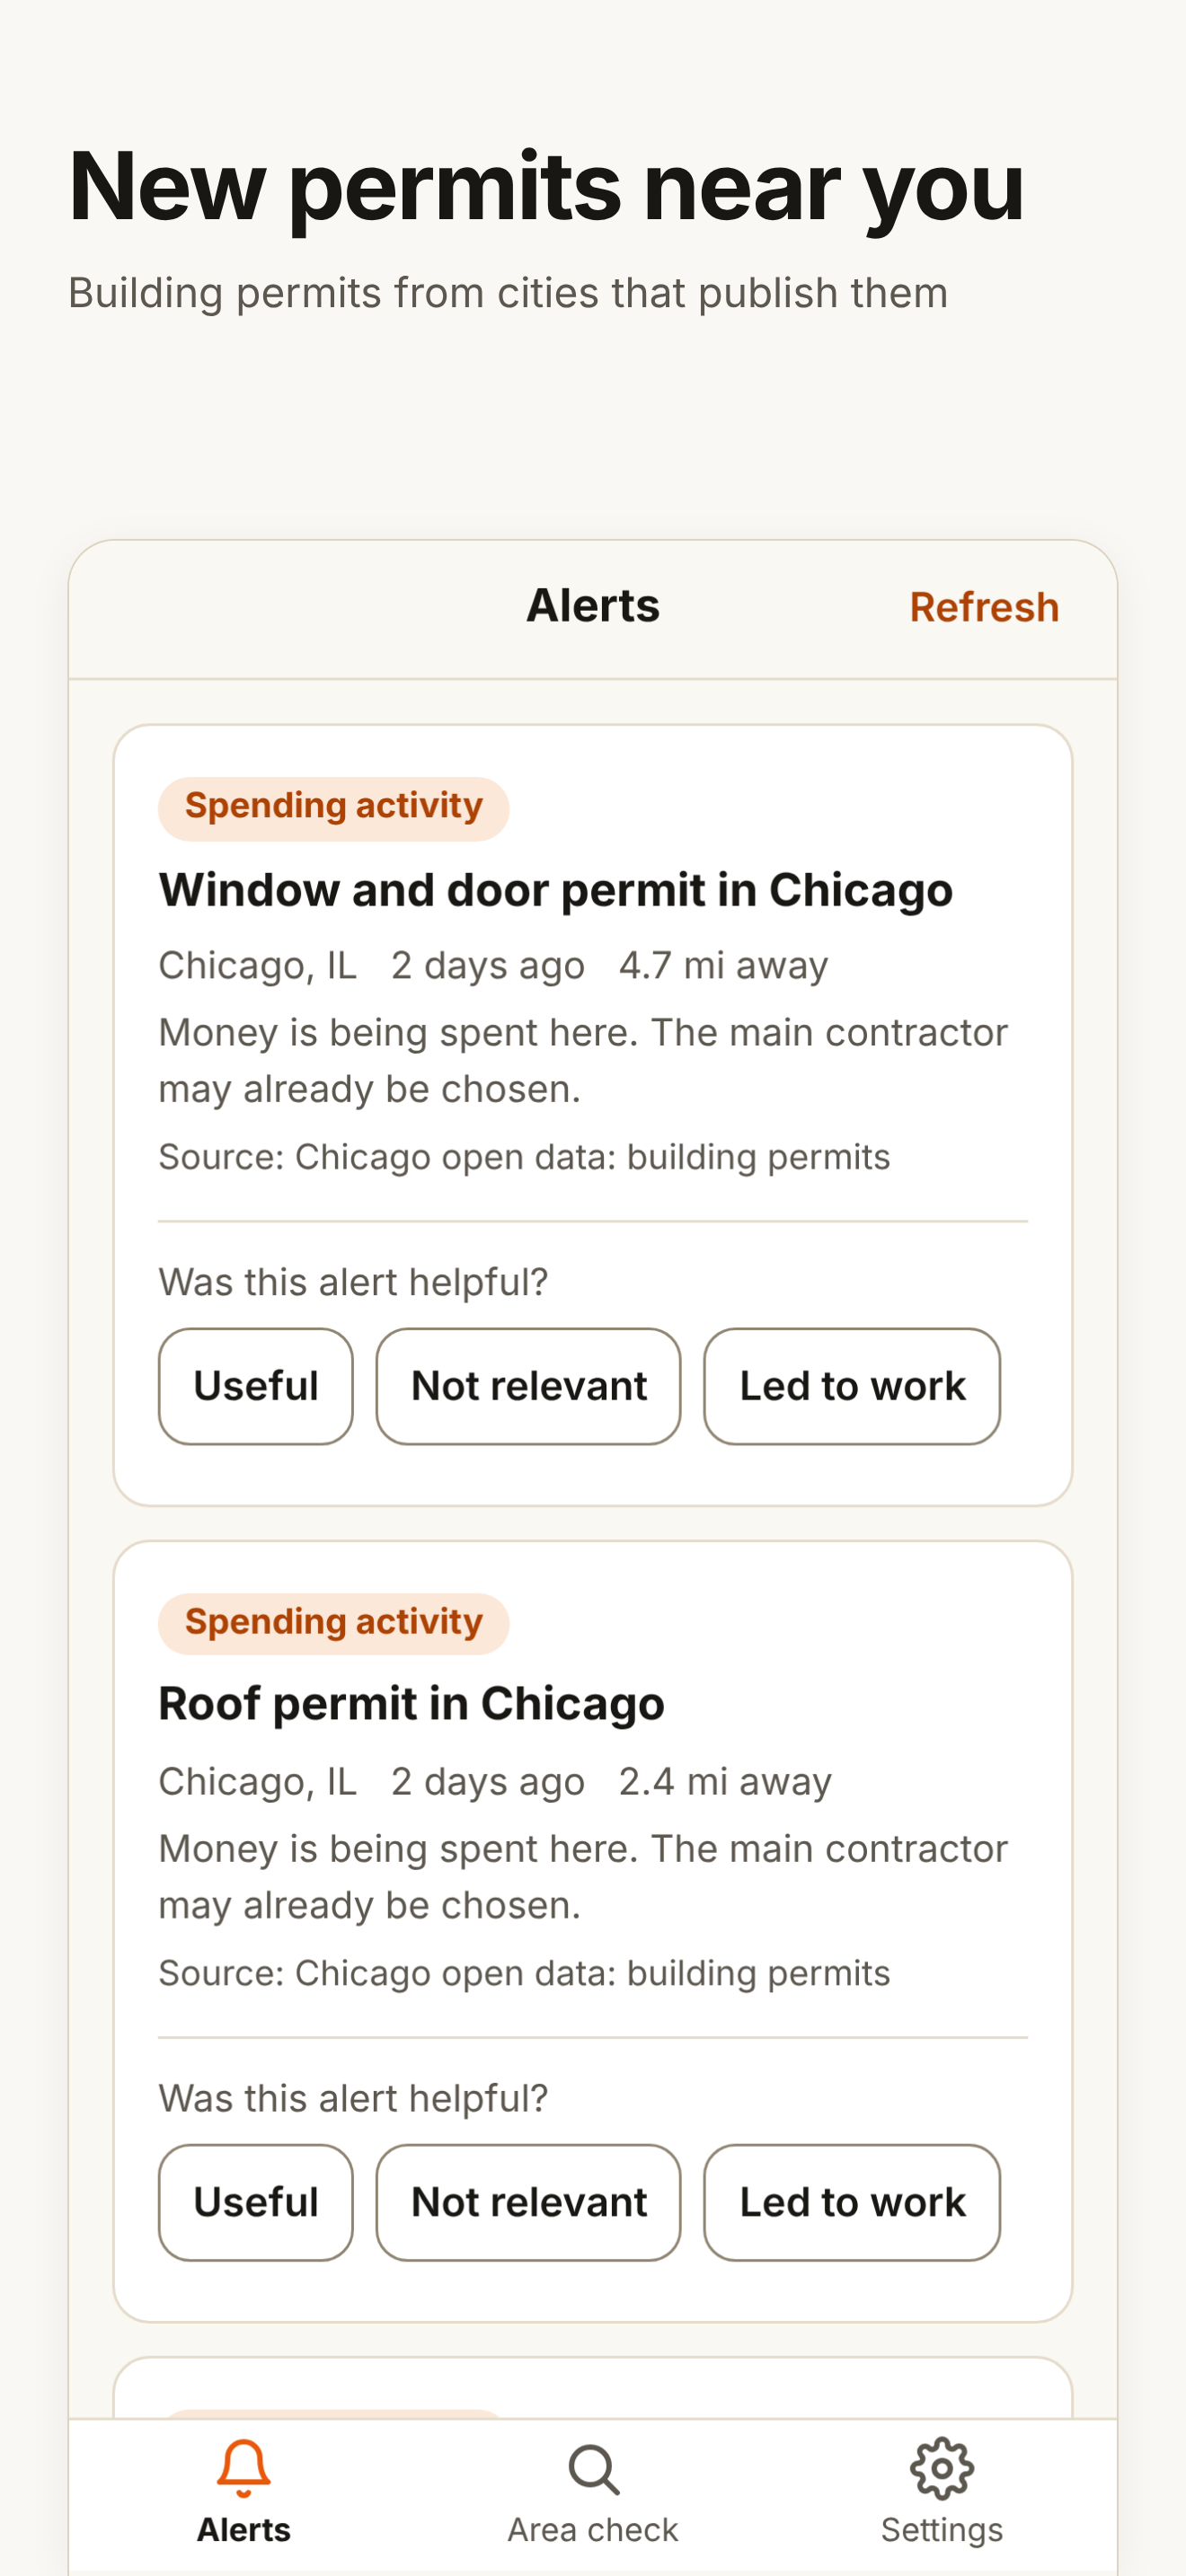 New permits near you
Building permits from cities that publish them
Alerts
Refresh
Spending activity
Window and door permit in Chicago
Chicago, IL 2 days ago 4.7 mi away
Money is being spent here. The main contractor
may already be chosen.
Source: Chicago open data: building permits
Was this alert helpful?
Useful
Not relevant
Led to work
Spending activity
Roof permit in Chicago
Chicago, IL 2 days ago 2.4 mi away
Money is being spent here. The main contractor
may already be chosen.
Source: Chicago open data: building permits
Was this alert helpful?
Useful
Not relevant
Led to work
Alerts
Area check
Settings